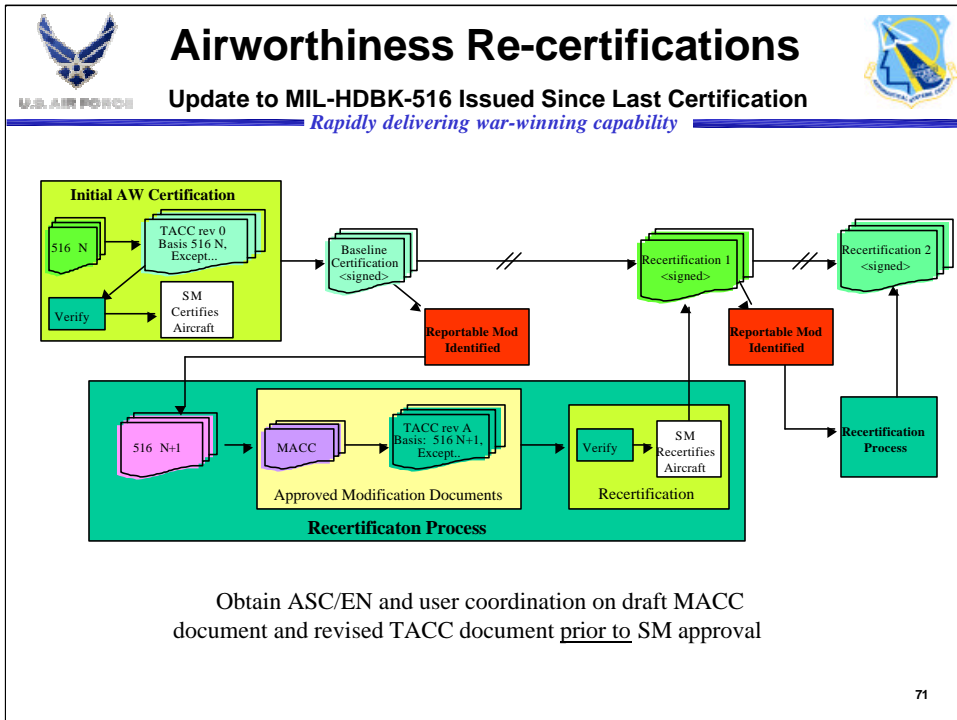 Airworthiness Re-certifications
U.S. AIR FORCE
Update to MIL-HDBK-516 Issued Since Last Certification
Rapidly delivering war-winning capability
Initial AW Certification
516 N
TACC rev 0
Basis 516 N,
Except...
Verify
SM
Certifies
Aircraft
Baseline
Certification
<signed>
Recertification 1
<signed>
Recertification 2
<signed>
Reportable Mod
Identified
Reportable Mod
Identified
516 N+1
MACC
TACC rev A
Basis: 516 N+1,
Except..
Approved Modification Documents
Verify
SM
Recertifies
Aircraft
Recertification
Recertification
Process
Recertificaton Process
Obtain ASC/EN and user coordination on draft MACC
document and revised TACC document prior to SM approval
71